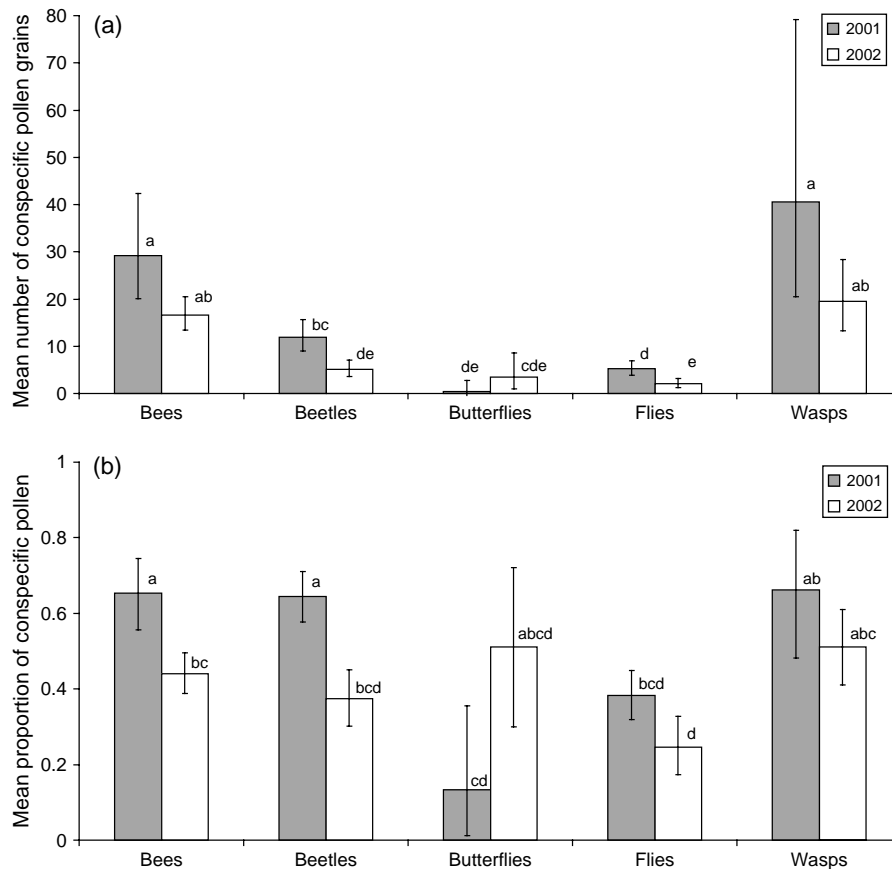 (a)
Mean number of conspecific pollen grains
80
70
60
50
40
30
20
10
0
2001
2002
a
ab
bc
de
de
cde
d
e
a
ab
Bees Beetles Butterflies Flies Wasps
(b)
Mean proportion of conspecific pollen
1
0.8
0.6
0.4
0.2
0
2001
2002
a
bc
a
bcd
cd
abcd
bcd
d
ab
abc
Bees Beetles Butterflies Flies Wasps